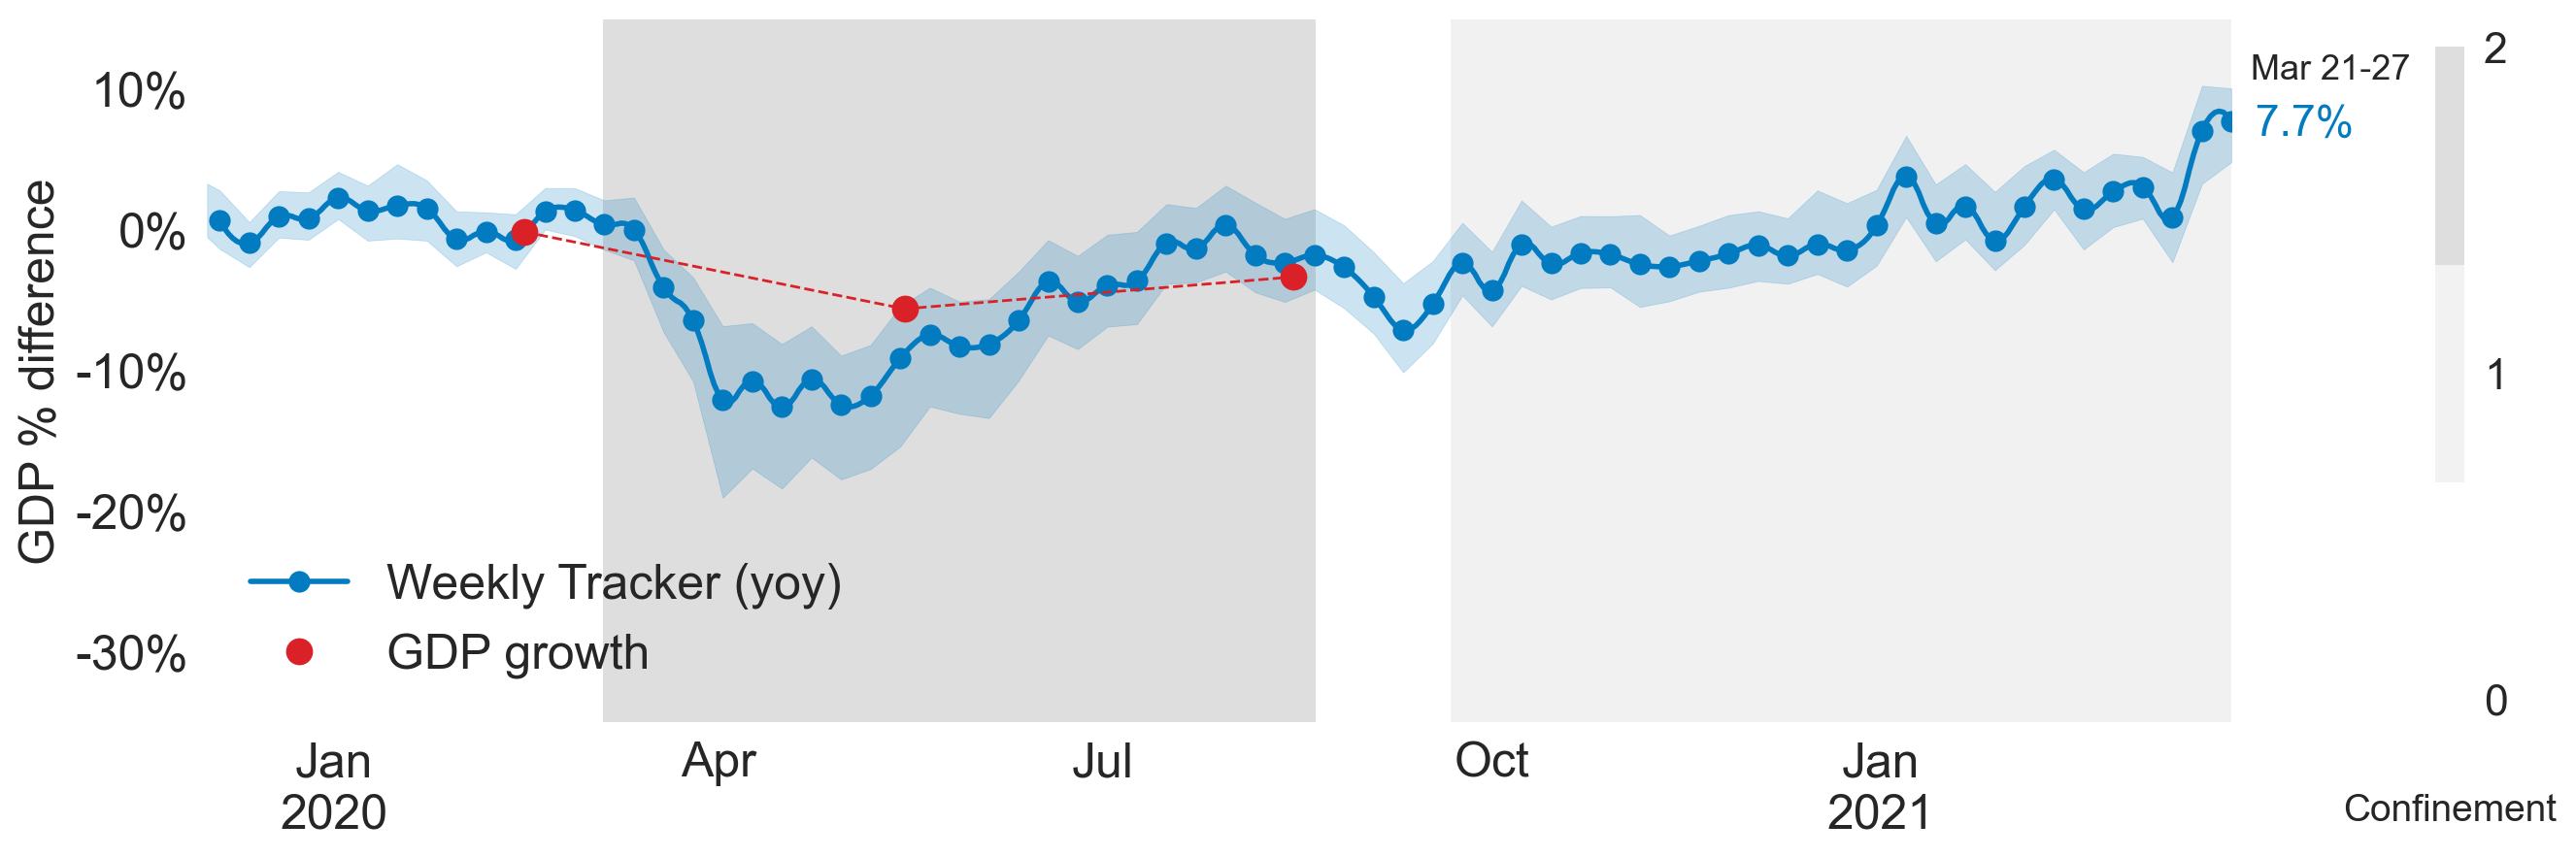 GDP % difference
10%
0%
-10%
-20%
-30%
Weekly Tracker (yoy)
GDP growth
Jan
2020
Apr
Jul
Oct
Jan
2021
Mar 21-27
7.7%
2
1
0
Confinement